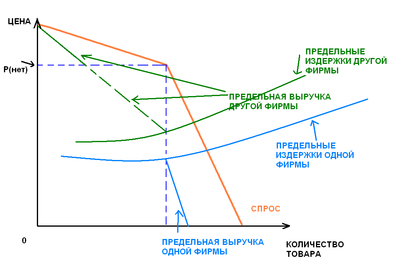 ЦЕНА
ПРЕДЕЛЬНЫЕ
ИЗДЕРЖКИ ДРУГОЙ
ФИРМЫ
P(нет)
ПРЕДЕЛЬНАЯ ВЫРУЧКА
ДРУГОЙ ФИРМЫ
ПРЕДЕЛЬНЫЕ
ИЗДЕРЖКИ ОДНОЙ
ФИРМЫ
СПРОС
0
ПРЕДЕЛЬНАЯ ВЫРУЧКА
ОДНОЙ ФИРМЫ
КОЛИЧЕСТВО
ТОВАРА